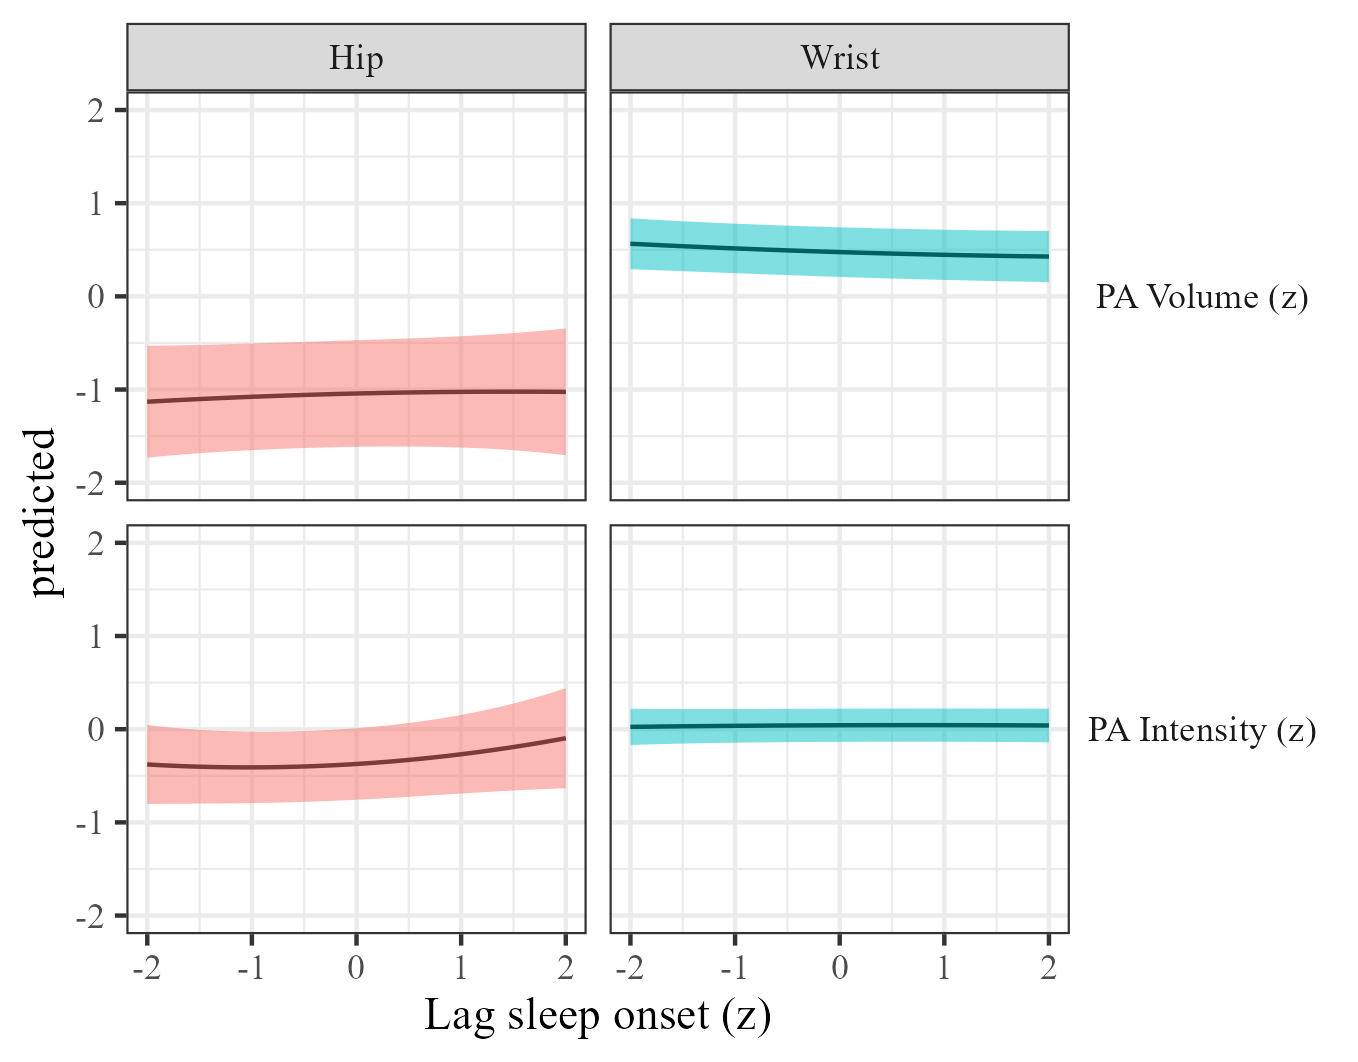 Hip
Wrist
2
1
0
-1
-2
PA Volume (z)
predicted
2
1
0
-1
-2
PA Intensity (z)
-2 -1 0 1 2
-2 -1 0 1 2
Lag sleep onset (z)